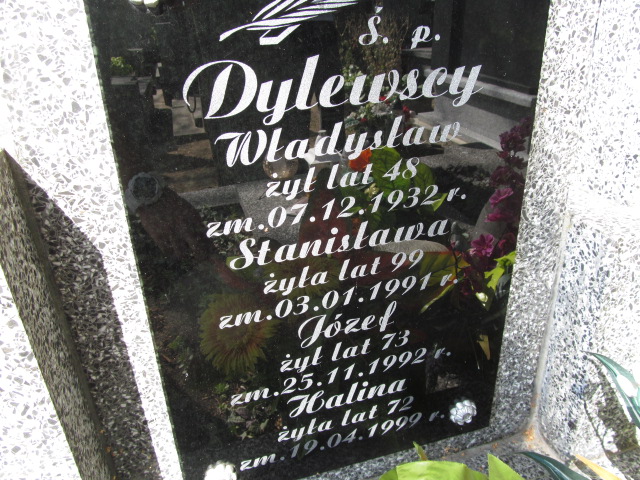 Ś. p.
Dylewscy
Władysław
żył lat 48
zm.07.12.1932 r.
Stanisława
żyła lat 99
zm.03.01.1991 r.
Józef
żył lat 73
zm.25.11.1992 r.
Halina
żyła lat 72
zm.19.04.1999 r.